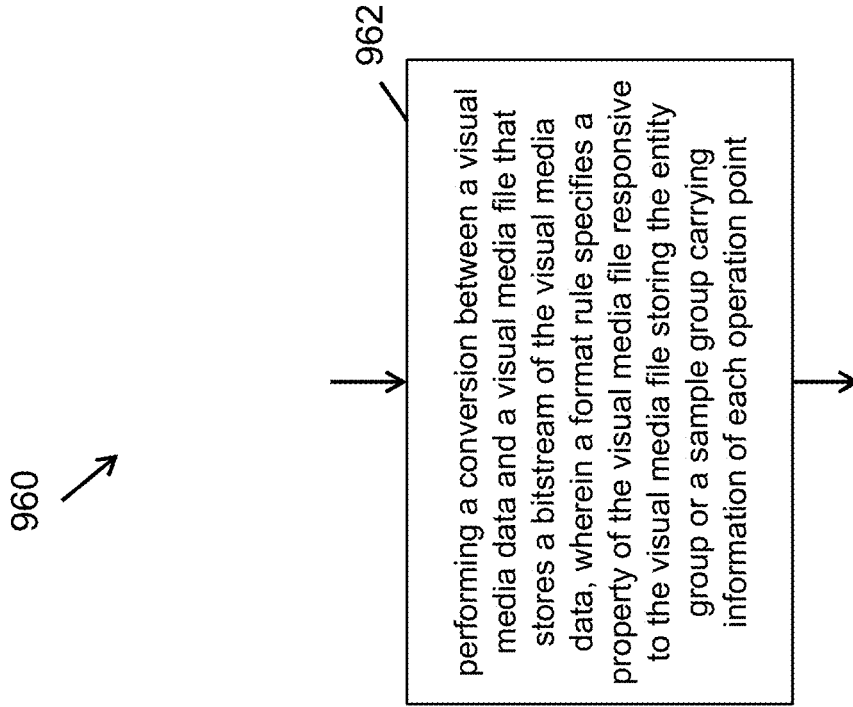 960
962
performing a conversion between a visual
media data and a visual media file that
stores a bitstream of the visual media
data, wherein a format rule specifies a
property of the visual media file responsive
to the visual media file storing the entity
group or a sample group carrying
information of each operation point